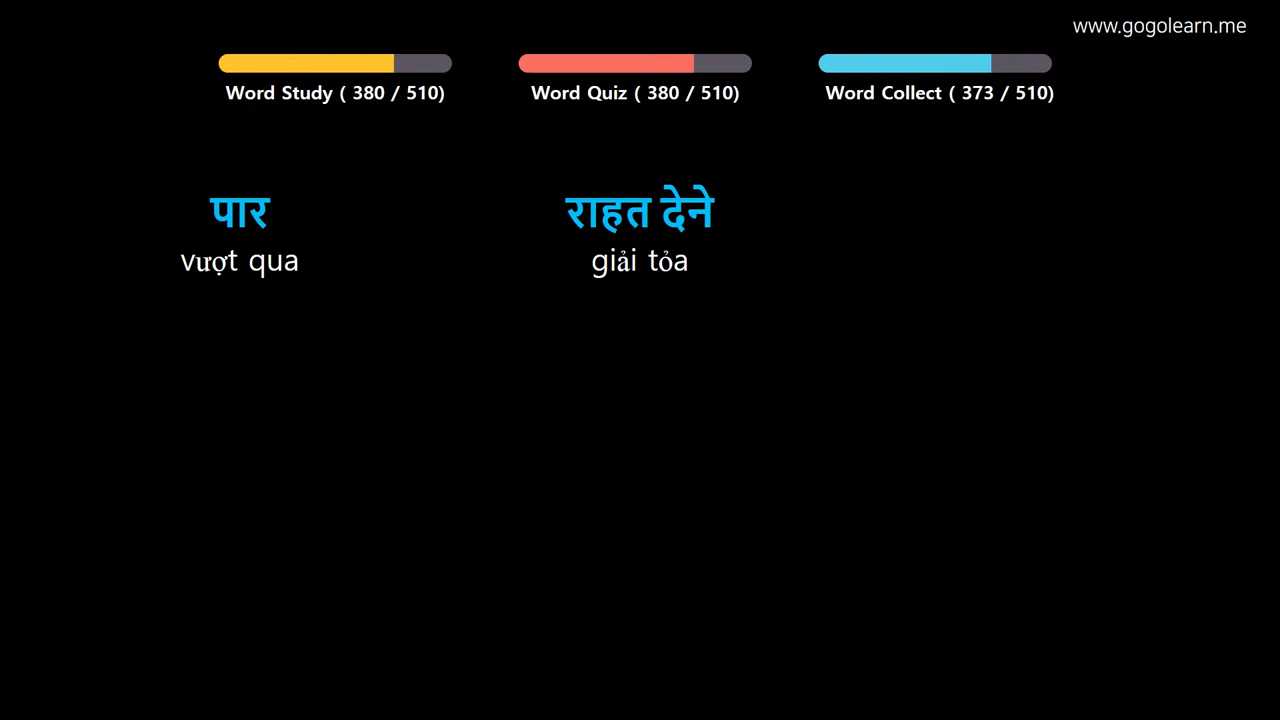 www.gogolearn.me
Word Study ( 380 / 510)
Word Quiz ( 380 / 510)
Word Collect ( 373 / 510)
पार
vượt qua
राहत देने
giải tỏa